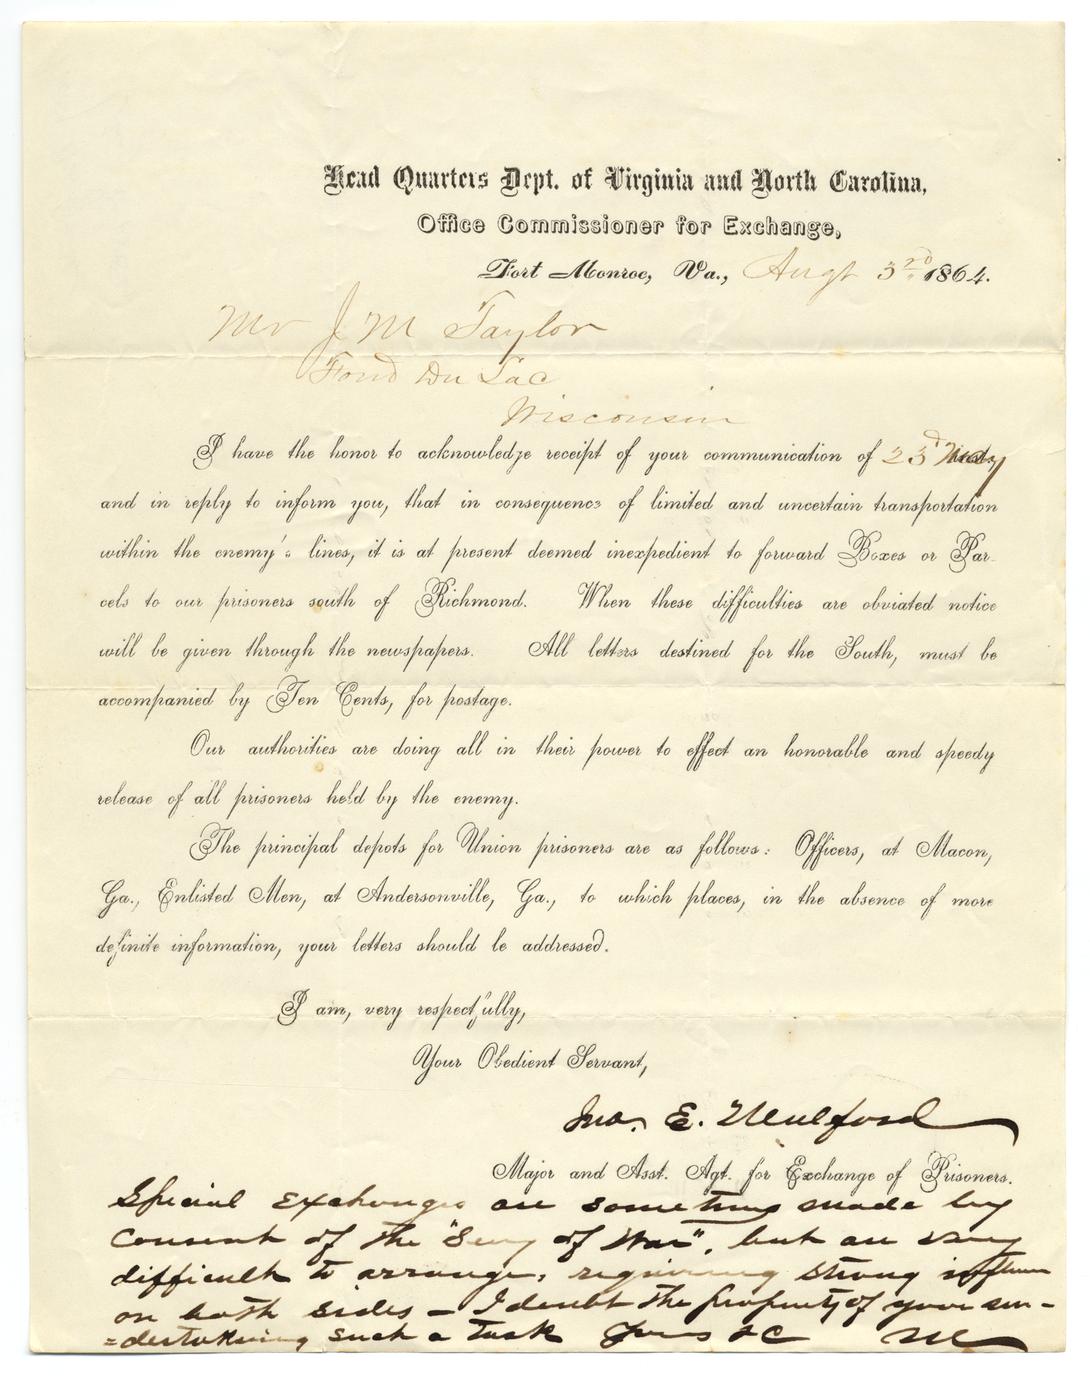 Head Quarters Dept. of Virginia and North Carolina,
Office Commissioner for Exchange,
Fort Monroe, Va., Augt 3rd 1864.
Mr J M Taylor
Fond Du Lac
Wisconsin
I have the honor to acknowledge receipt of your communication of 23d May
and in reply to inform you, that in consequence of limited and uncertain transportation
within the enemy's lines, it is at present deemed inexpedient to forward Boxes or Par-
cels to our prisoners south of Richmond. When these difficulties are obviated notice
will be given through the newspapers. All letters destined for the South, must be
accompanied by Ten Cents, for postage.
Our authorities are doing all in their power to effect an honorable and speedy
release of all prisoners held by the enemy.
The principal depots for Union prisoners are as follows: Officers, at Macon,
Ga., Enlisted Men, at Andersonville, Ga., to which places, in the absence of more
definite information, your letters should be addressed.
I am, very respectfully,
Your Obedient Servant,
Jno. E. Mulford
Major and Asst. Agt. for Exchange of Prisoners.
Special Exchanges are sometimes made by
Consent of the "Secy of War", but are very
difficult to arrange, requiring strong influence
on both sides – I doubt the propriety of your un-
=dertaking such a task Yours &C M